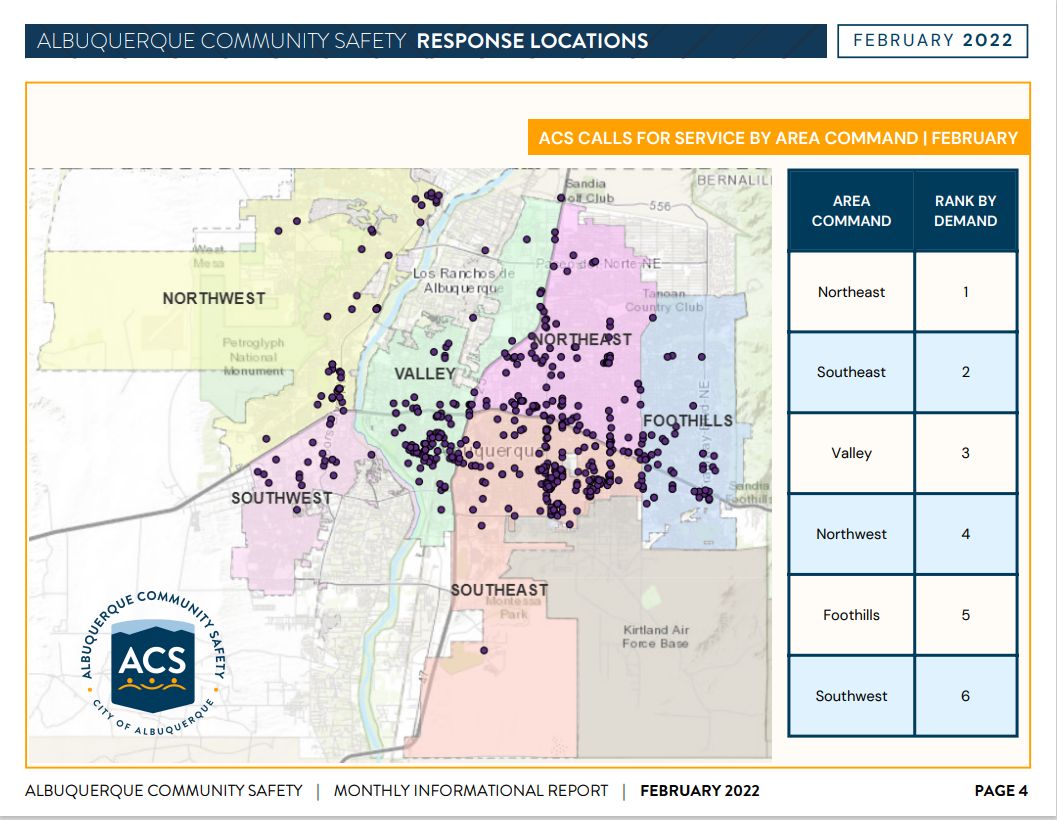 ALBUQUERQUE COMMUNITY SAFETY RESPONSE LOCATIONS
FEBRUARY 2022
ACS CALLS FOR SERVICE BY AREA COMMAND | FEBRUARY
Sandia
Golf Club
BERNALIL
556
West
Mesa
Paseo del Norte NE
Los Ranchos de
Albuquerque
NORTHWEST
Tanoan
Country Club
NORTHEAST
Petroglyph
National
Monument
VALLEY
FOOTHILLS
SOUTHWEST
Sandia
Foothills
SOUTHEAST
Montessa
Park
Kirtland Air
Force Base
47
ALBUQUERQUE COMMUNITY SAFETY
ACS
CITY OF ALBUQUERQUE
AREA COMMAND
RANK BY DEMAND
Northeast 1
Southeast 2
Valley 3
Northwest 4
Foothills 5
Southwest 6
ALBUQUERQUE COMMUNITY SAFETY | MONTHLY INFORMATIONAL REPORT | FEBRUARY 2022
PAGE 4